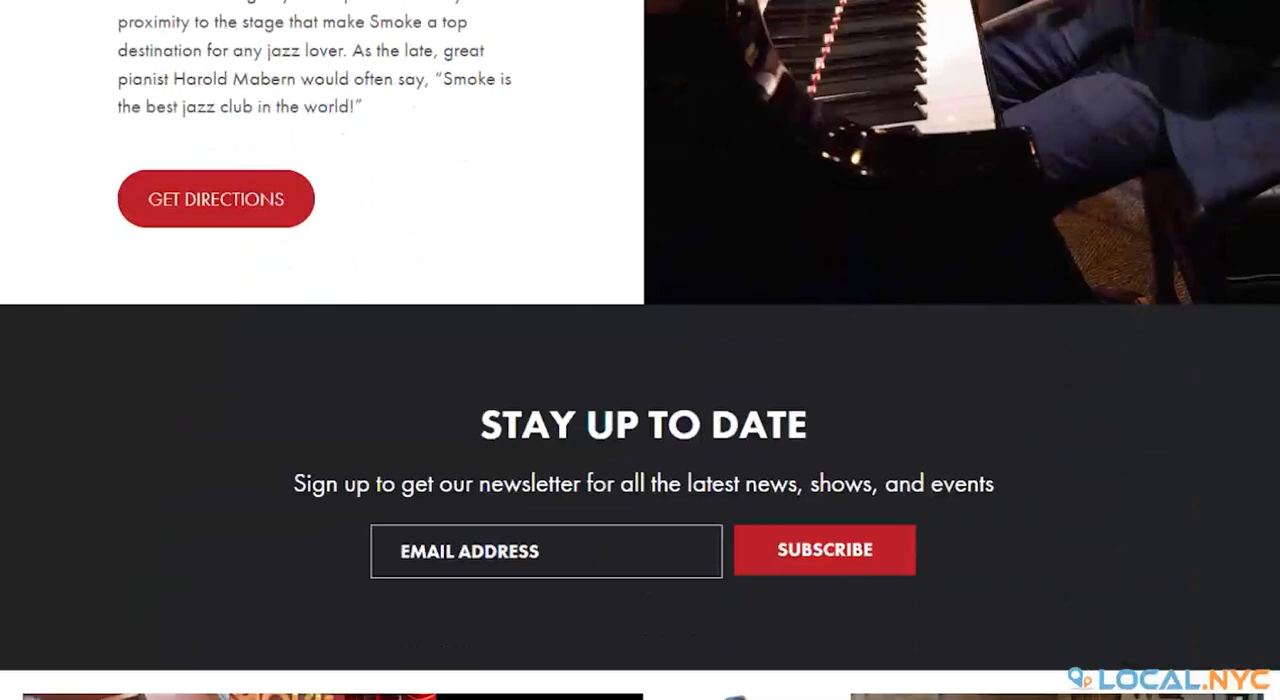 proximity to the stage that make Smoke a top
destination for any jazz lover. As the late, great
pianist Harold Mabern would often say, “Smoke is
the best jazz club in the world!”
GET DIRECTIONS
STAY UP TO DATE
Sign up to get our newsletter for all the latest news, shows, and events
EMAIL ADDRESS
SUBSCRIBE
LOCAL.NYC